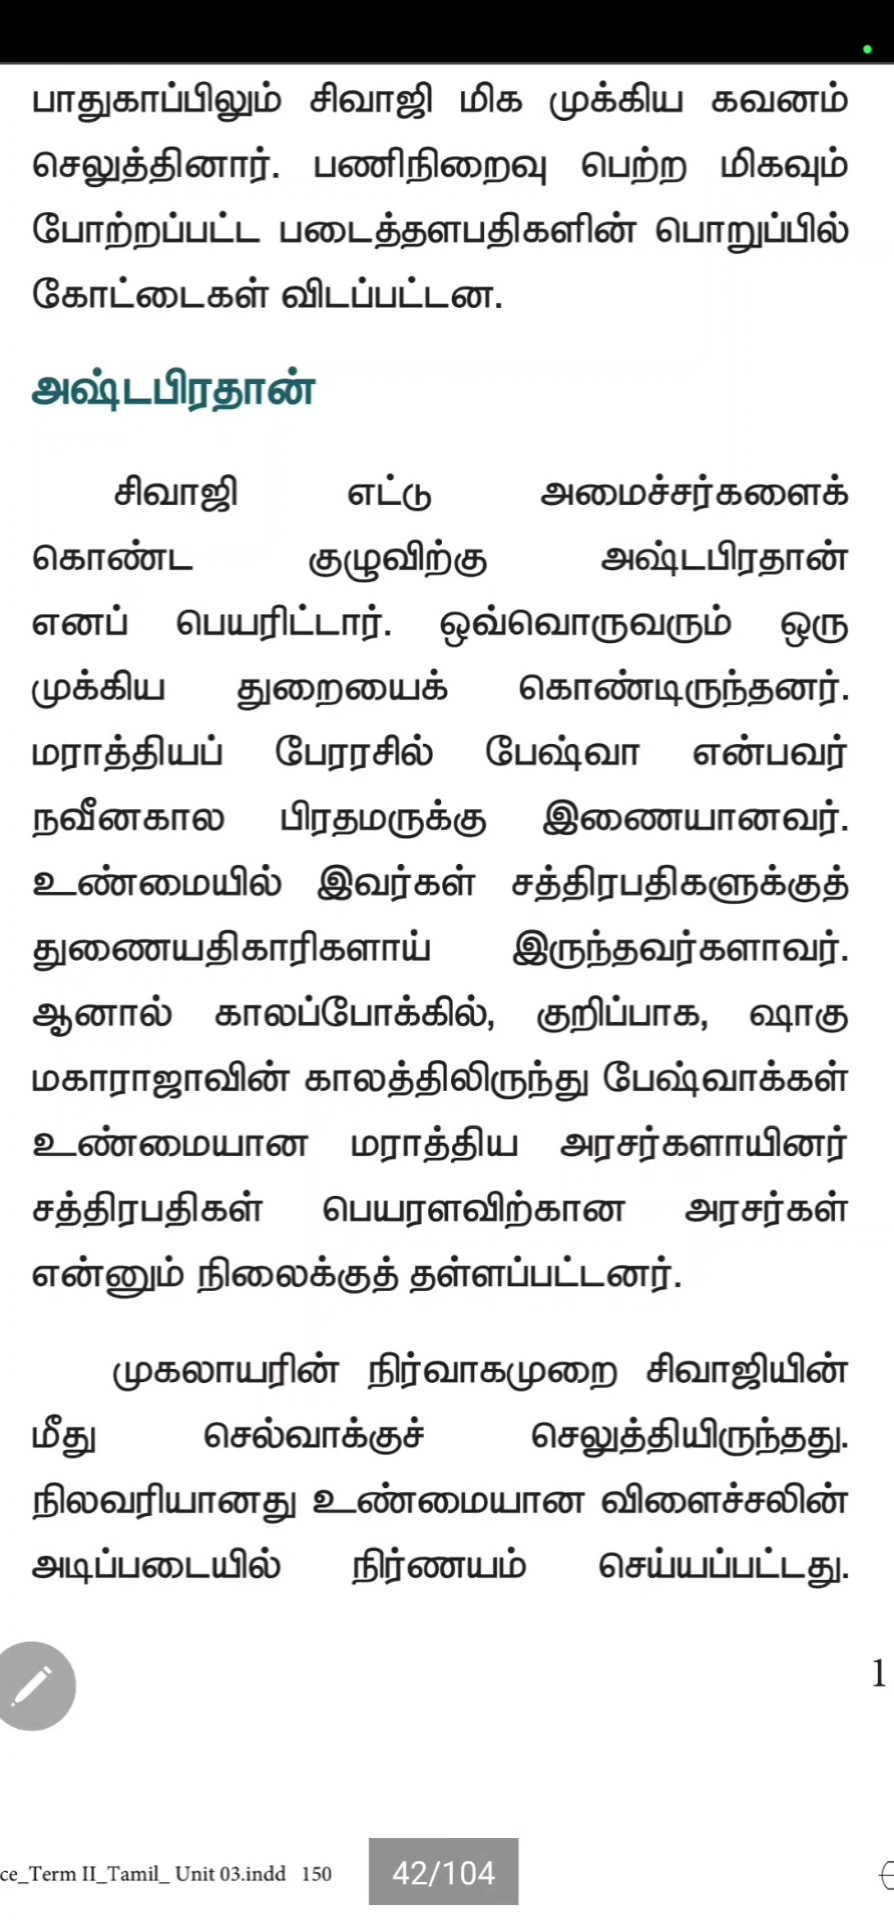 பாதுகாப்பிலும் சிவாஜி மிக முக்கிய கவனம்
செலுத்தினார். பணிநிறைவு பெற்ற மிகவும்
போற்றப்பட்ட படைத்தளபதிகளின் பொறுப்பில்
கோட்டைகள் விடப்பட்டன.
அஷ்டபிரதான்
சிவாஜி எட்டு அமைச்சர்களைக்
கொண்ட குழுவிற்கு அஷ்டபிரதான்
எனப் பெயரிட்டார். ஒவ்வொருவரும் ஒரு
முக்கிய துறையைக் கொண்டிருந்தனர்.
மராத்தியப் பேரரசில் பேஷ்வா என்பவர்
நவீனகால பிரதமருக்கு இணையானவர்.
உண்மையில் இவர்கள் சத்திரபதிகளுக்குத்
துணையதிகாரிகளாய் இருந்தவர்களாவர்.
ஆனால் காலப்போக்கில், குறிப்பாக, ஷாகு
மகாராஜாவின் காலத்திலிருந்து பேஷ்வாக்கள்
உண்மையான மராத்திய அரசர்களாயினர்
சத்திரபதிகள் பெயரளவிற்கான அரசர்கள்
என்னும் நிலைக்குத் தள்ளப்பட்டனர்.
முகலாயரின் நிர்வாகமுறை சிவாஜியின்
மீது செல்வாக்குச் செலுத்தியிருந்தது.
நிலவரியானது உண்மையான விளைச்சலின்
அடிப்படையில் நிர்ணயம் செய்யப்பட்டது.
1
ce_Term II_Tamil_ Unit 03.indd 150
42/104